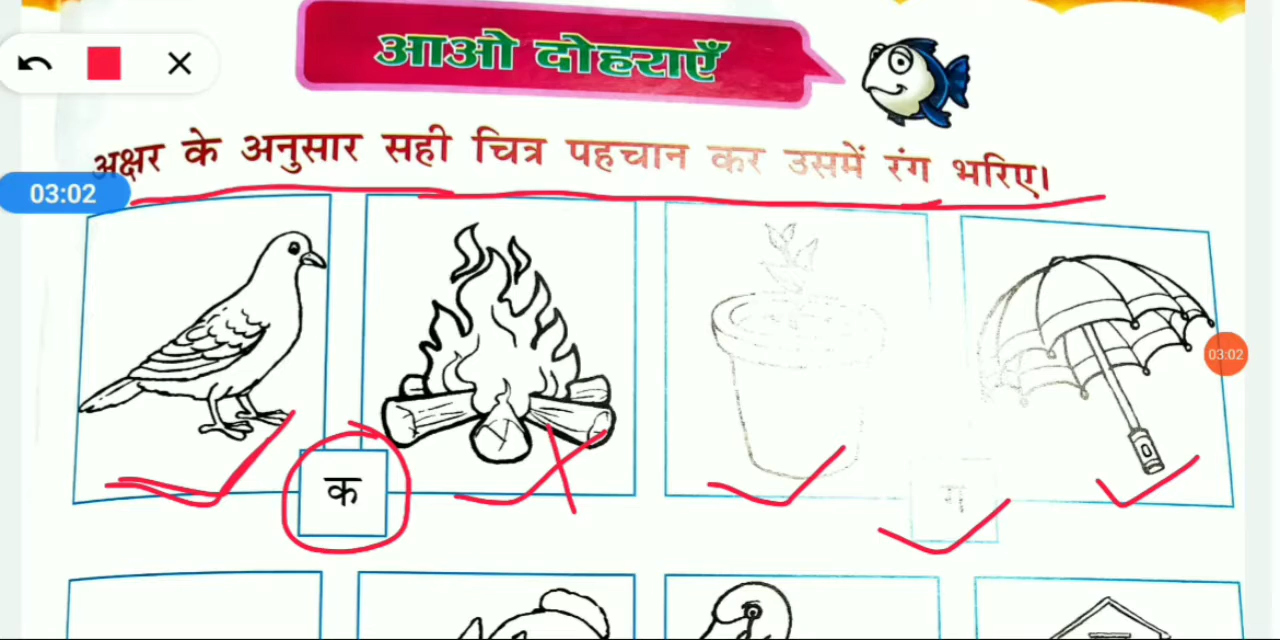 आओ दोहराएँ
अक्षर के अनुसार सही चित्र पहचान कर उसमें रंग भरिए।
03:02
03:02
क
ग